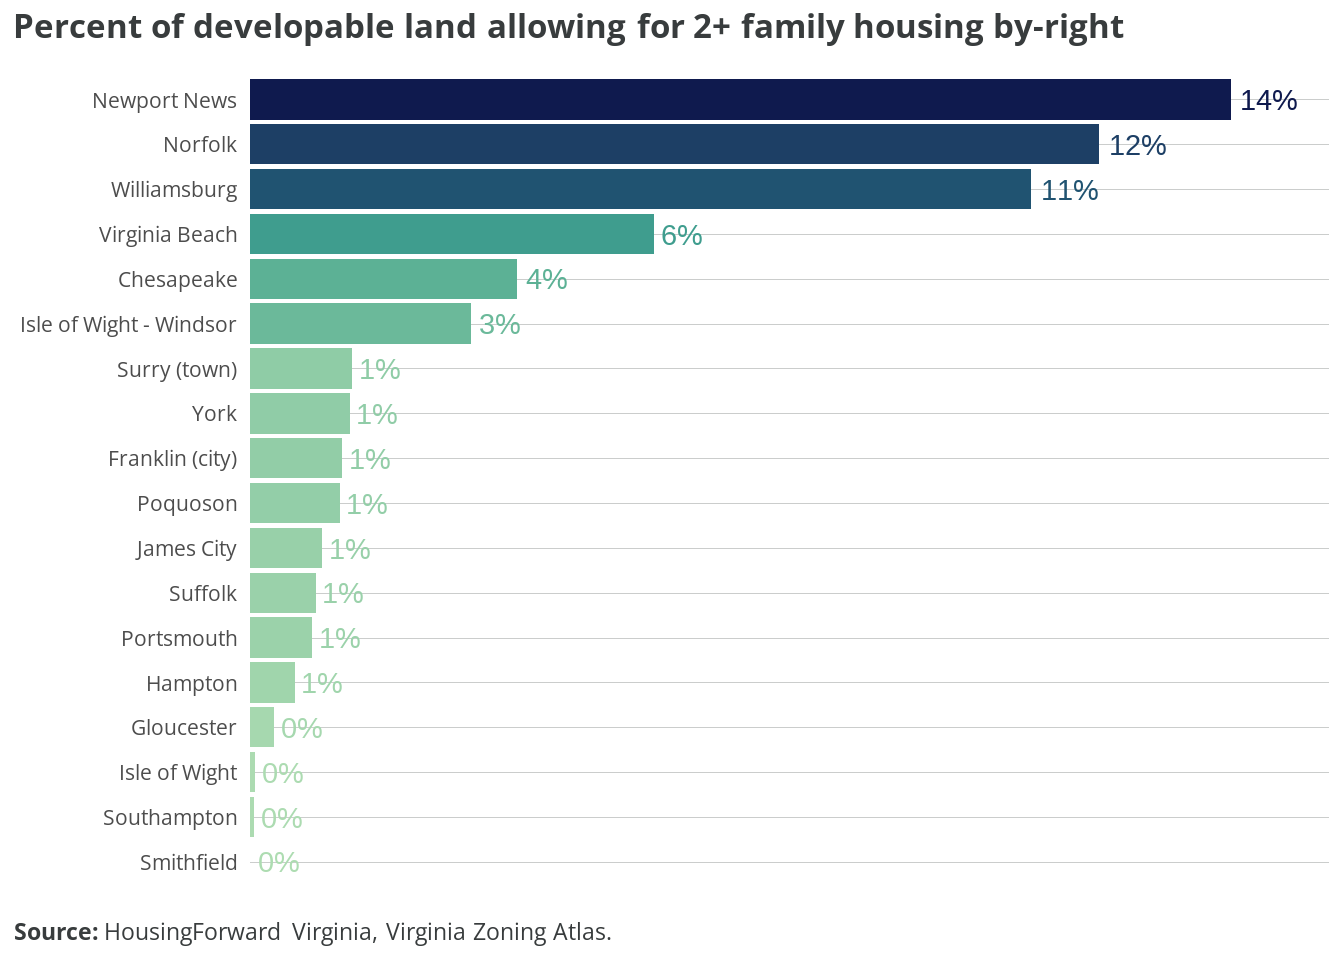 Percent of developable land allowing for 2+ family housing by-right
Newport News 14%
Norfolk 12%
Williamsburg 11%
Virginia Beach 6%
Chesapeake 4%
Isle of Wight - Windsor 3%
Surry (town) 1%
York 1%
Franklin (city) 1%
Poquoson 1%
James City 1%
Suffolk 1%
Portsmouth 1%
Hampton 1%
Gloucester 0%
Isle of Wight 0%
Southampton 0%
Smithfield 0%
Source: HousingForward Virginia, Virginia Zoning Atlas.